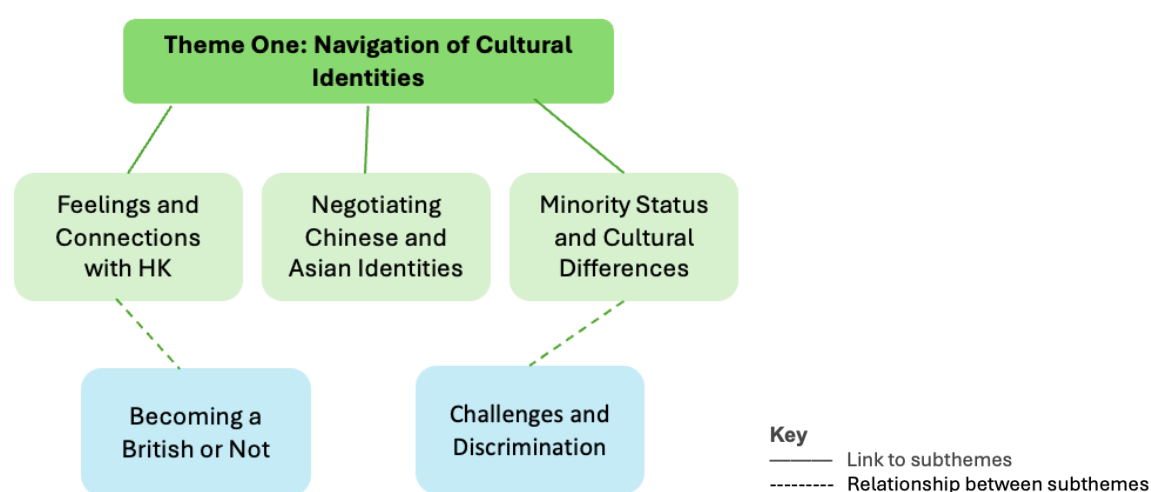 Theme One: Navigation of Cultural
Identities
Feelings and
Connections
with HK
Negotiating
Chinese and
Asian Identities
Minority Status
and Cultural
Differences
Becoming a
British or Not
Challenges and
Discrimination
Key
Link to subthemes
Relationship between subthemes